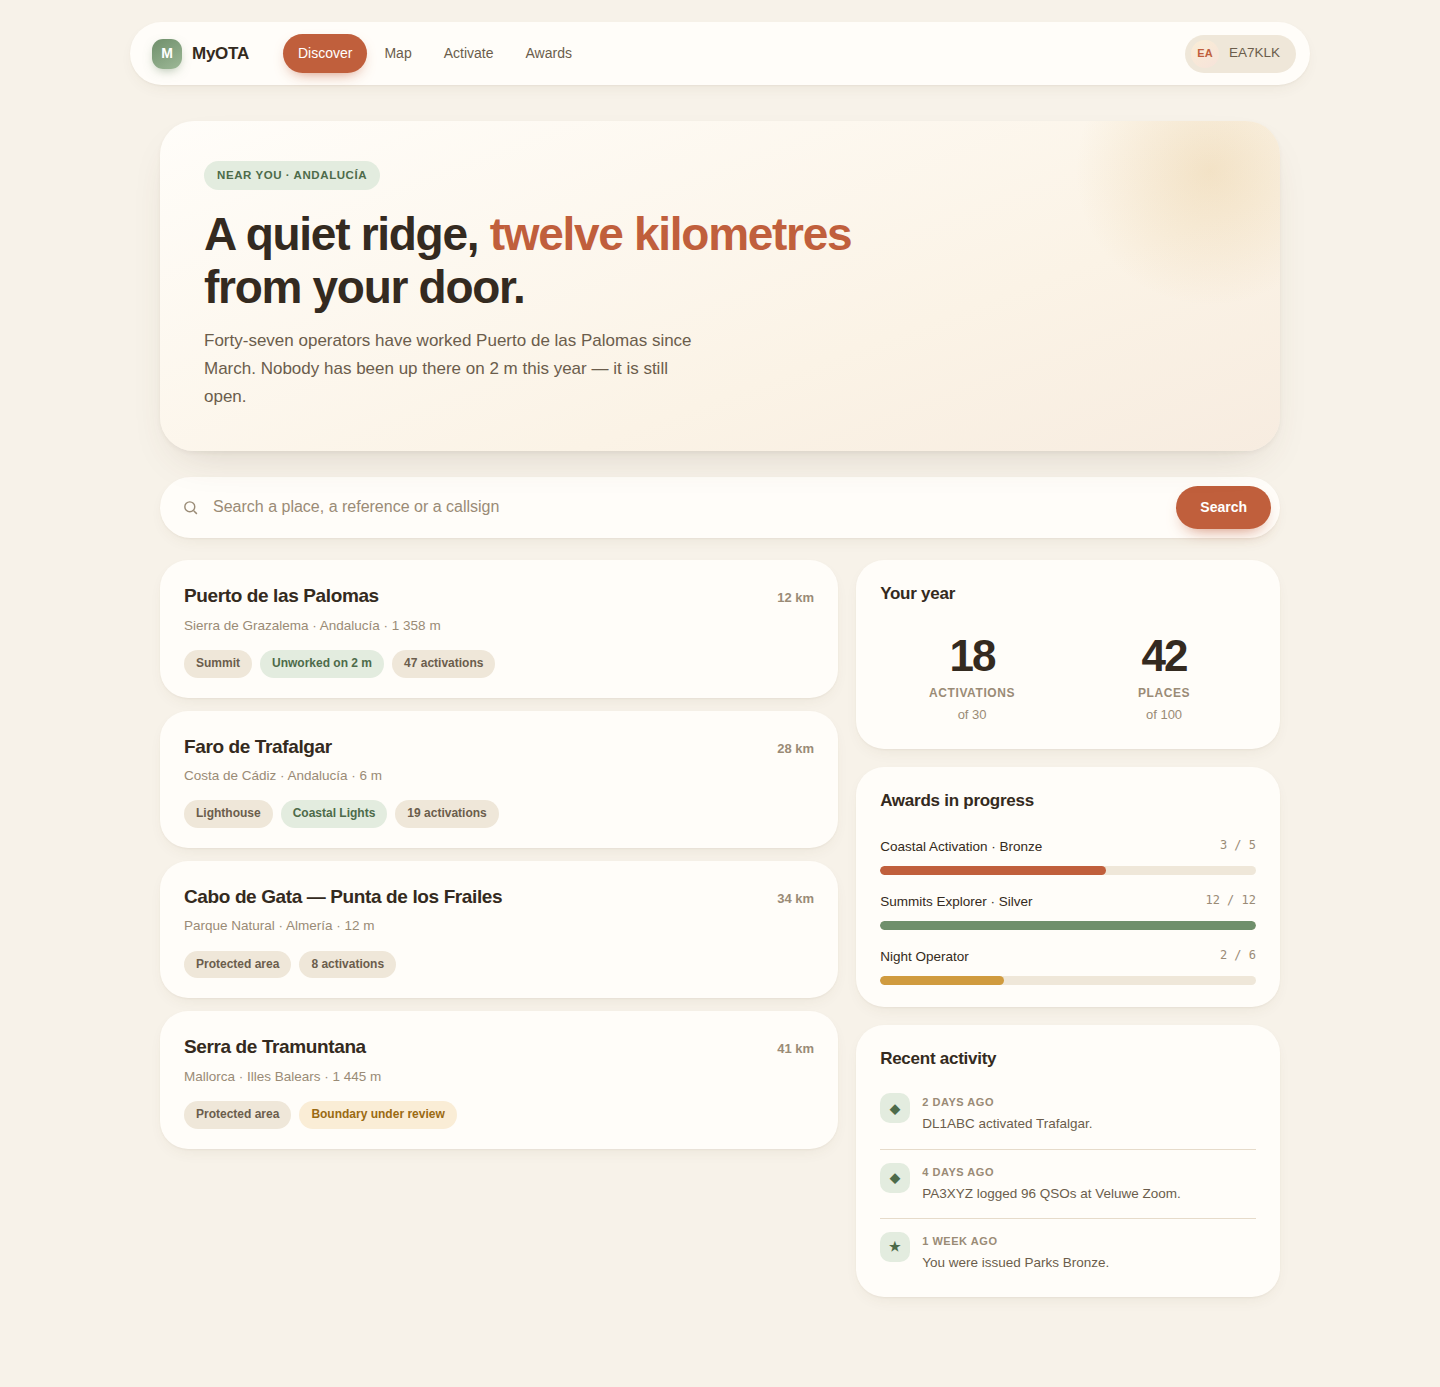 M MyOTA Discover Map Activate Awards EA EA7KLK
NEAR YOU · ANDALUCÍA
A quiet ridge, twelve kilometres
from your door.
Forty-seven operators have worked Puerto de las Palomas since
March. Nobody has been up there on 2 m this year — it is still
open.
Search a place, a reference or a callsign Search
Puerto de las Palomas 12 km
Sierra de Grazalema · Andalucía · 1 358 m
Summit Unworked on 2 m 47 activations
Faro de Trafalgar 28 km
Costa de Cádiz · Andalucía · 6 m
Lighthouse Coastal Lights 19 activations
Cabo de Gata — Punta de los Frailes 34 km
Parque Natural · Almería · 12 m
Protected area 8 activations
Serra de Tramuntana 41 km
Mallorca · Illes Balears · 1 445 m
Protected area Boundary under review
Your year
18 42
ACTIVATIONS PLACES
of 30 of 100
Awards in progress
Coastal Activation · Bronze 3 / 5
Summits Explorer · Silver 12 / 12
Night Operator 2 / 6
Recent activity
2 DAYS AGO
DL1ABC activated Trafalgar.
4 DAYS AGO
PA3XYZ logged 96 QSOs at Veluwe Zoom.
1 WEEK AGO
You were issued Parks Bronze.